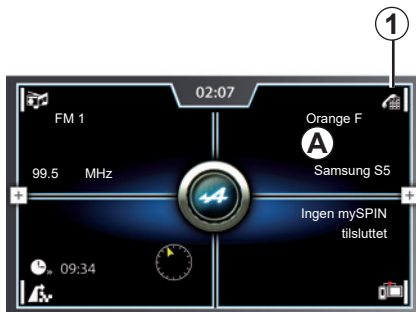 1
02:07
FM 1
Orange F
A
99.5 MHz
Samsung S5
+
+
Ingen mySPIN
tilsluttet
09:34